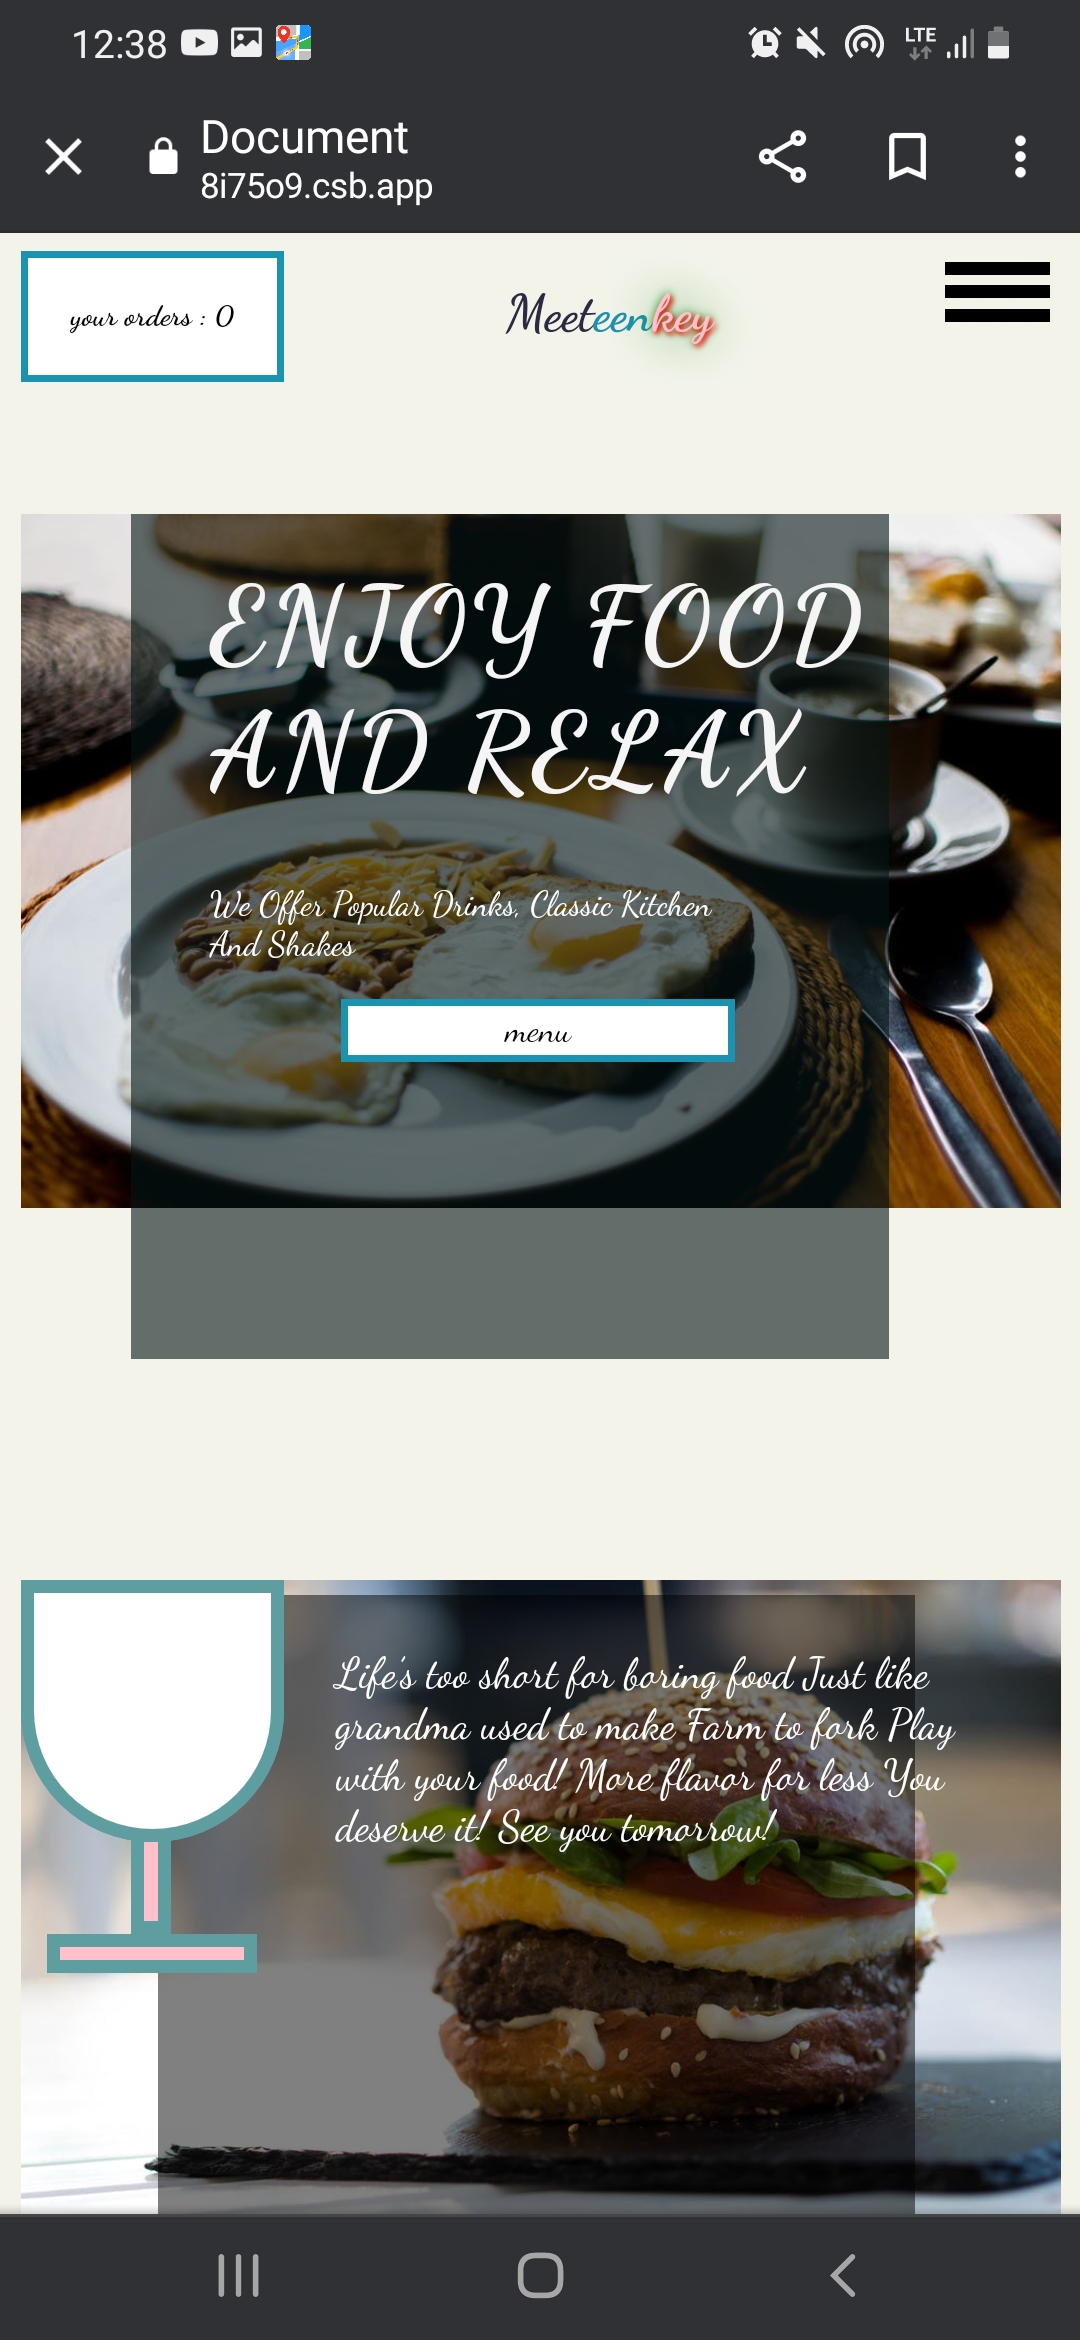 12:38
LTE
Document
8i75o9.csb.app
your orders : 0
Meeteenkey
ENJOY FOOD
AND RELAX
We Offer Popular Drinks, Classic Kitchen
And Shakes
menu
Life's too short for boring food Just like
grandma used to make Farm to fork Play
with your food! More flavor for less You
deserve it! See you tomorrow!